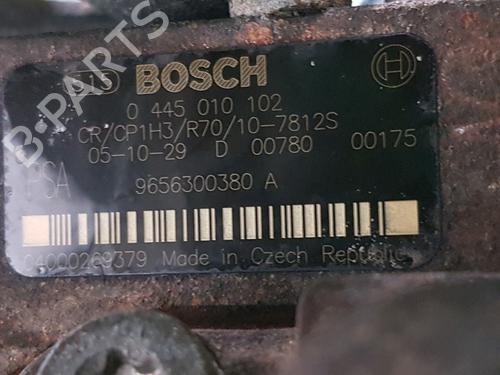 BOSCH
0 445 010 102
CR/CP1H3/R70/10-7812S
05-10-29 D 00780 00175
PSA 9656300380 A
04000269379 Made in Czech Republic
B-PARTS